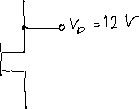 V_D = 12 V